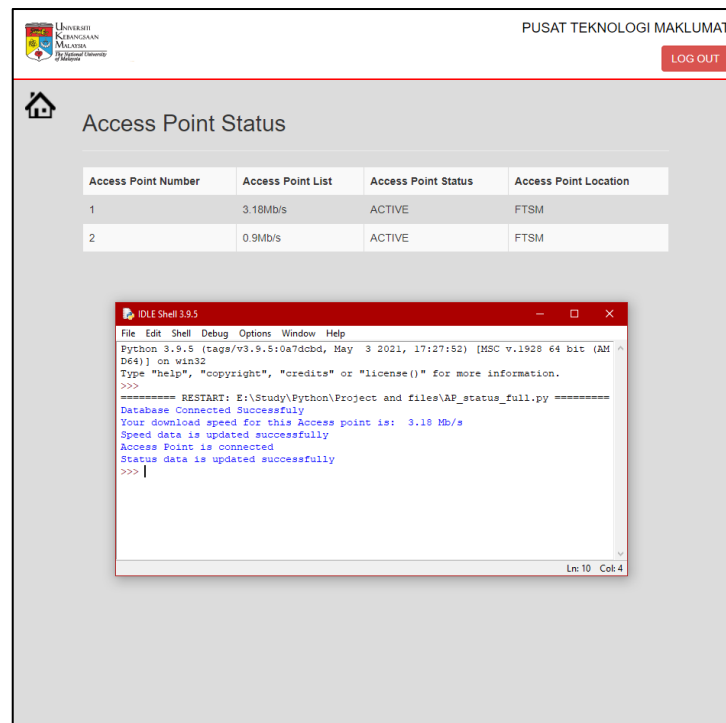 UNIVERSITI
KEBANGSAAN
MALAYSIA
The National University
of Malaysia
PUSAT TEKNOLOGI MAKLUMAT
LOG OUT
Access Point Status
Access Point Number Access Point List Access Point Status Access Point Location
1 3.18Mb/s ACTIVE FTSM
2 0.9Mb/s ACTIVE FTSM
IDLE Shell 3.9.5
File Edit Shell Debug Options Window Help
Python 3.9.5 (tags/v3.9.5:0a7dcbd, May  3 2021, 17:27:52) [MSC v.1928 64 bit (AM
D64)] on win32
Type "help", "copyright", "credits" or "license()" for more information.
>>>
========= RESTART: E:\Study\Python\Project and files\AP_status_full.py =========
Database Connected Successfuly
Your download speed for this Access point is:  3.18 Mb/s
Speed data is updated successfully
Access Point is connected
Status data is updated successfully
>>>
Ln: 10 Col: 4